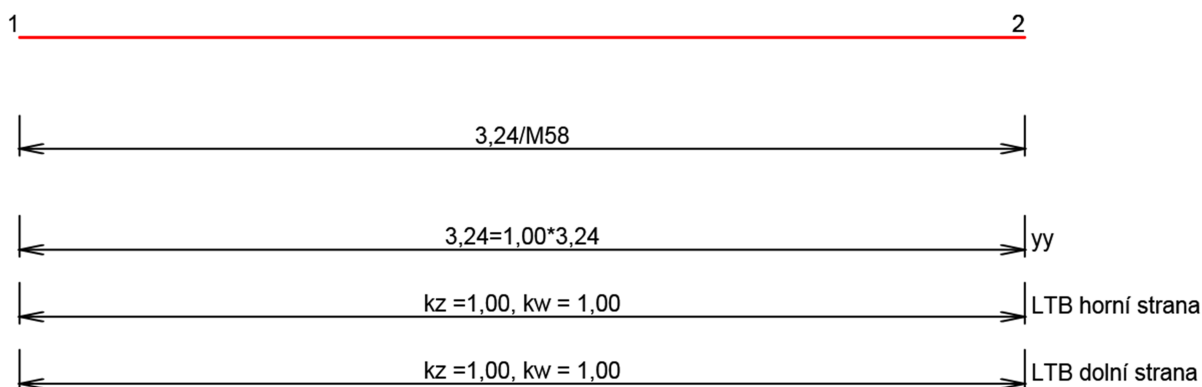 1 2
3,24/M58
3,24=1,00*3,24 yy
kz =1,00, kw = 1,00 LTB horní strana
kz =1,00, kw = 1,00 LTB dolní strana